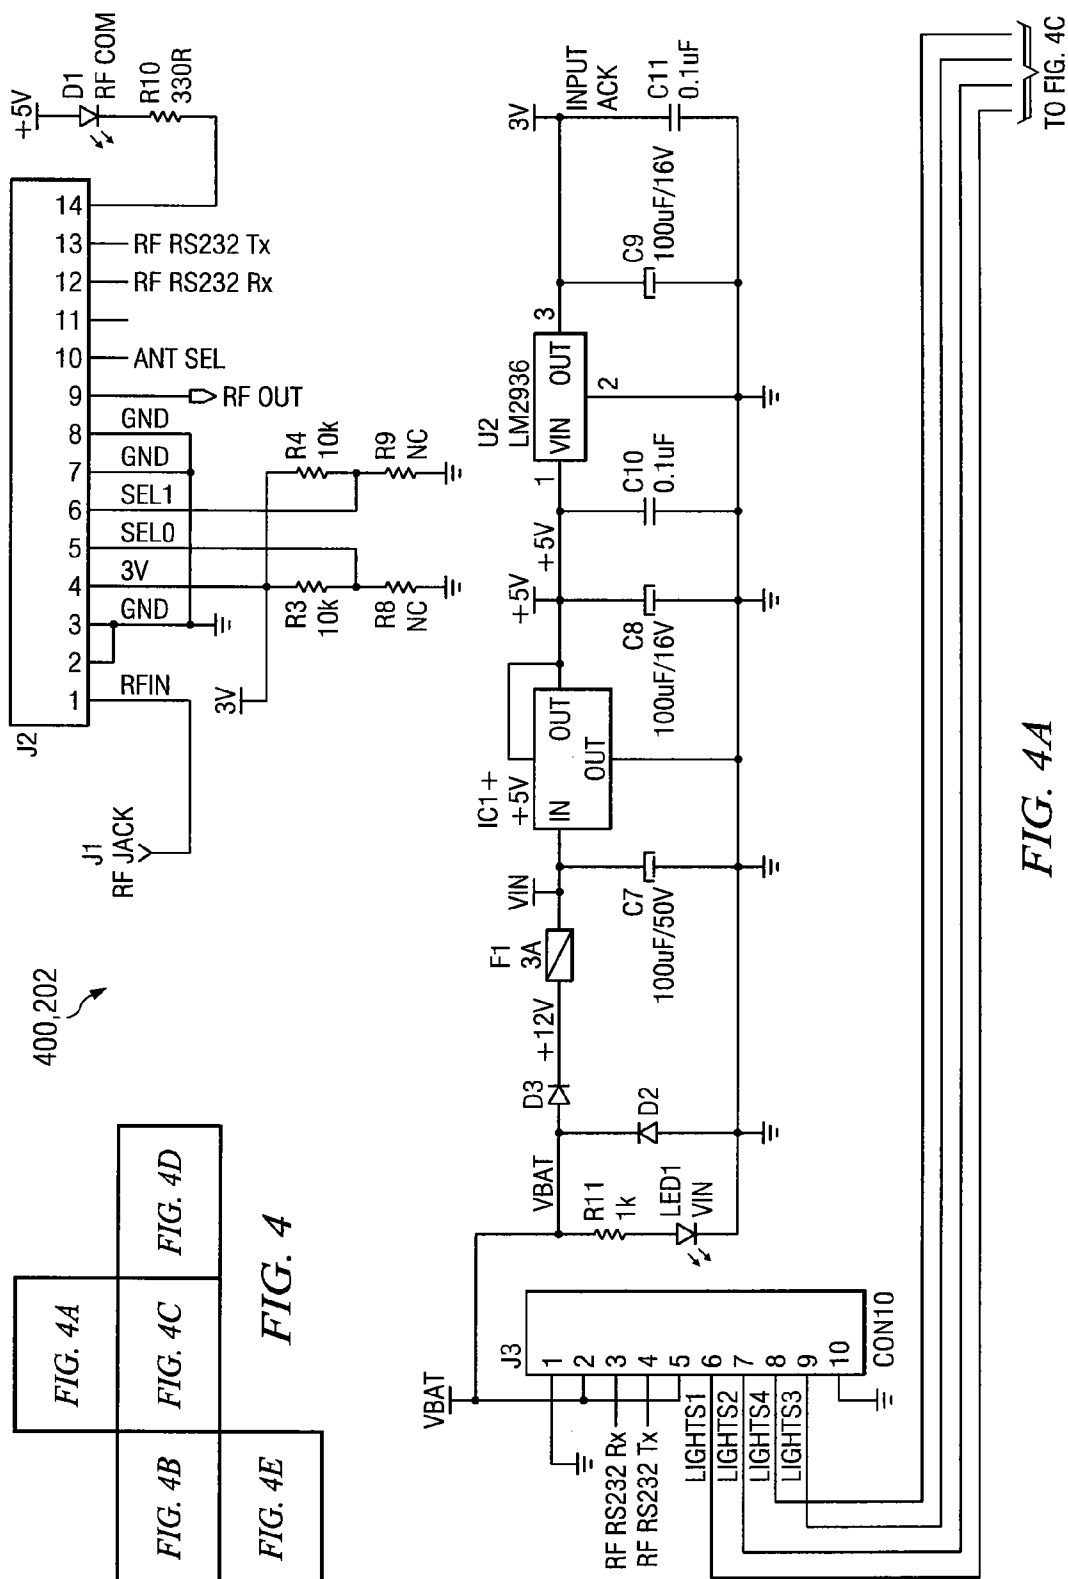 FIG. 4A
FIG. 4B
FIG. 4C
FIG. 4D
FIG. 4E
FIG. 4
400,202
J1
RF JACK
J2
1
2
3
4
5
6
7
8
9
10
11
12
13
14
RFIN
GND
3V
SEL0
SEL1
GND
GND
RF OUT
ANT SEL
RF RS232 Rx
RF RS232 Tx
+5V
D1
RF COM
R10
330R
3V
R3
10k
R8
NC
R4
10k
R9
NC
VBAT
J3
1
2
3
4
5
6
7
8
9
10
CON10
RF RS232 Rx
RF RS232 Tx
LIGHTS1
LIGHTS2
LIGHTS4
LIGHTS3
VBAT
R11
1k
LED1
VIN
D3
D2
+12V
F1
3A
VIN
C7
100uF/50V
IC1+
+5V
IN
OUT
OUT
+5V
+5V
C8
100uF/16V
C10
0.1uF
U2
LM2936
VIN
OUT
1
2
3
C9
100uF/16V
3V
INPUT
ACK
C11
0.1uF
TO FIG. 4C
FIG. 4A